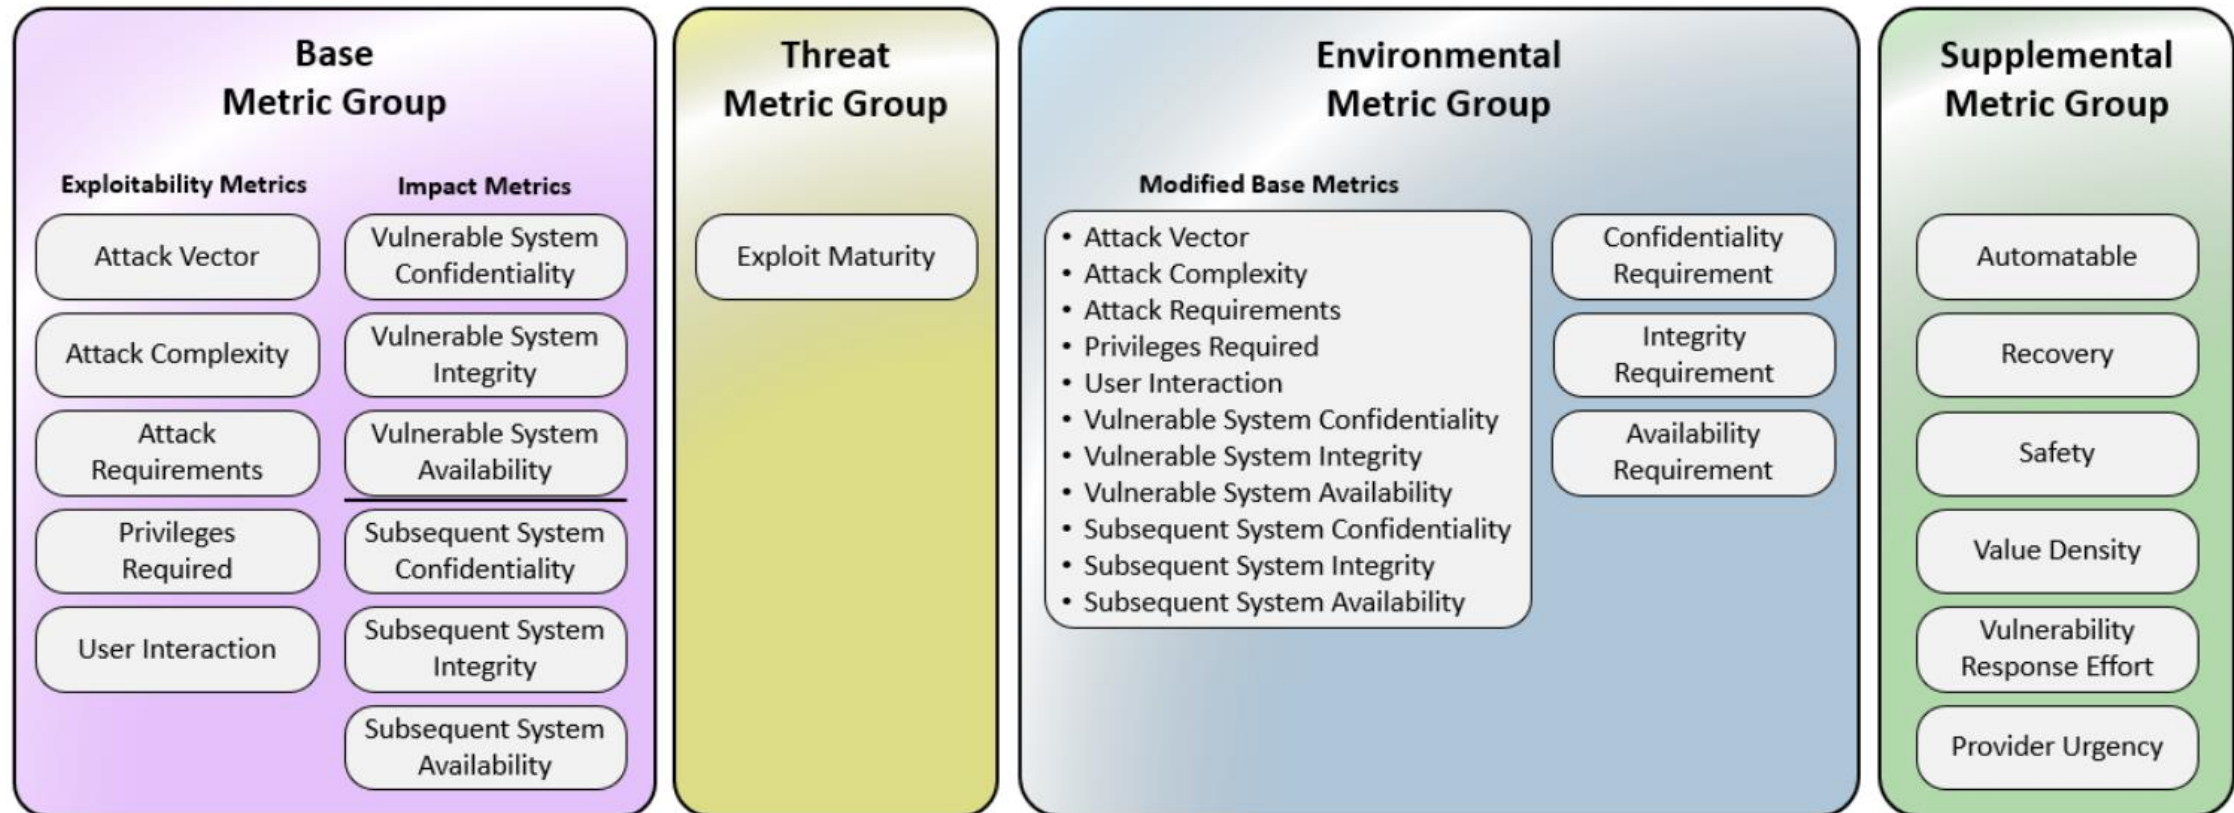 Base
Metric Group
Exploitability Metrics
Attack Vector
Attack Complexity
Attack
Requirements
Privileges
Required
User Interaction
Impact Metrics
Vulnerable System
Confidentiality
Vulnerable System
Integrity
Vulnerable System
Availability
Subsequent System
Confidentiality
Subsequent System
Integrity
Subsequent System
Availability
Threat
Metric Group
Exploit Maturity
Environmental
Metric Group
Modified Base Metrics
• Attack Vector
• Attack Complexity
• Attack Requirements
• Privileges Required
• User Interaction
• Vulnerable System Confidentiality
• Vulnerable System Integrity
• Vulnerable System Availability
• Subsequent System Confidentiality
• Subsequent System Integrity
• Subsequent System Availability
Confidentiality
Requirement
Integrity
Requirement
Availability
Requirement
Supplemental
Metric Group
Automatable
Recovery
Safety
Value Density
Vulnerability
Response Effort
Provider Urgency